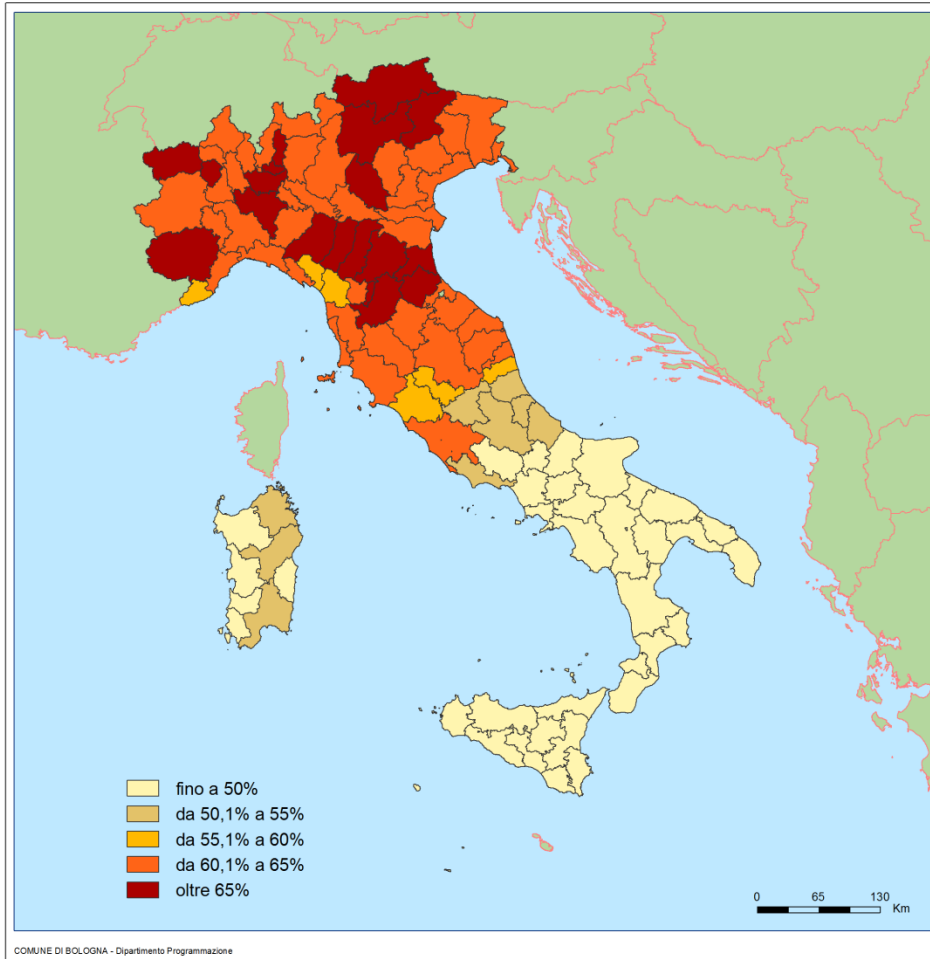 fino a 50%
da 50,1% a 55%
da 55,1% a 60%
da 60,1% a 65%
oltre 65%
0 65 130
Km
COMUNE DI BOLOGNA - Dipartimento Programmazione